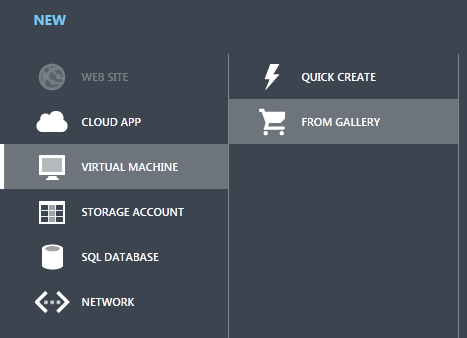 NEW
WEB SITE
CLOUD APP
VIRTUAL MACHINE
STORAGE ACCOUNT
SQL DATABASE
NETWORK
QUICK CREATE
FROM GALLERY